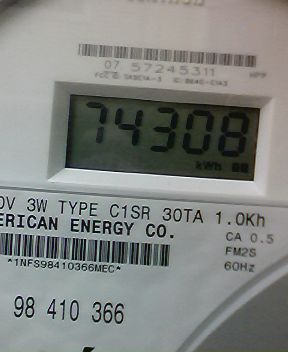 07 57245311
74308
kWh
0V 3W TYPE C1SR 30TA 1.0Kh
ERICAN ENERGY CO.
CA 0.5
FM2S
*1NFS98410366MEC*
60Hz
98 410 366